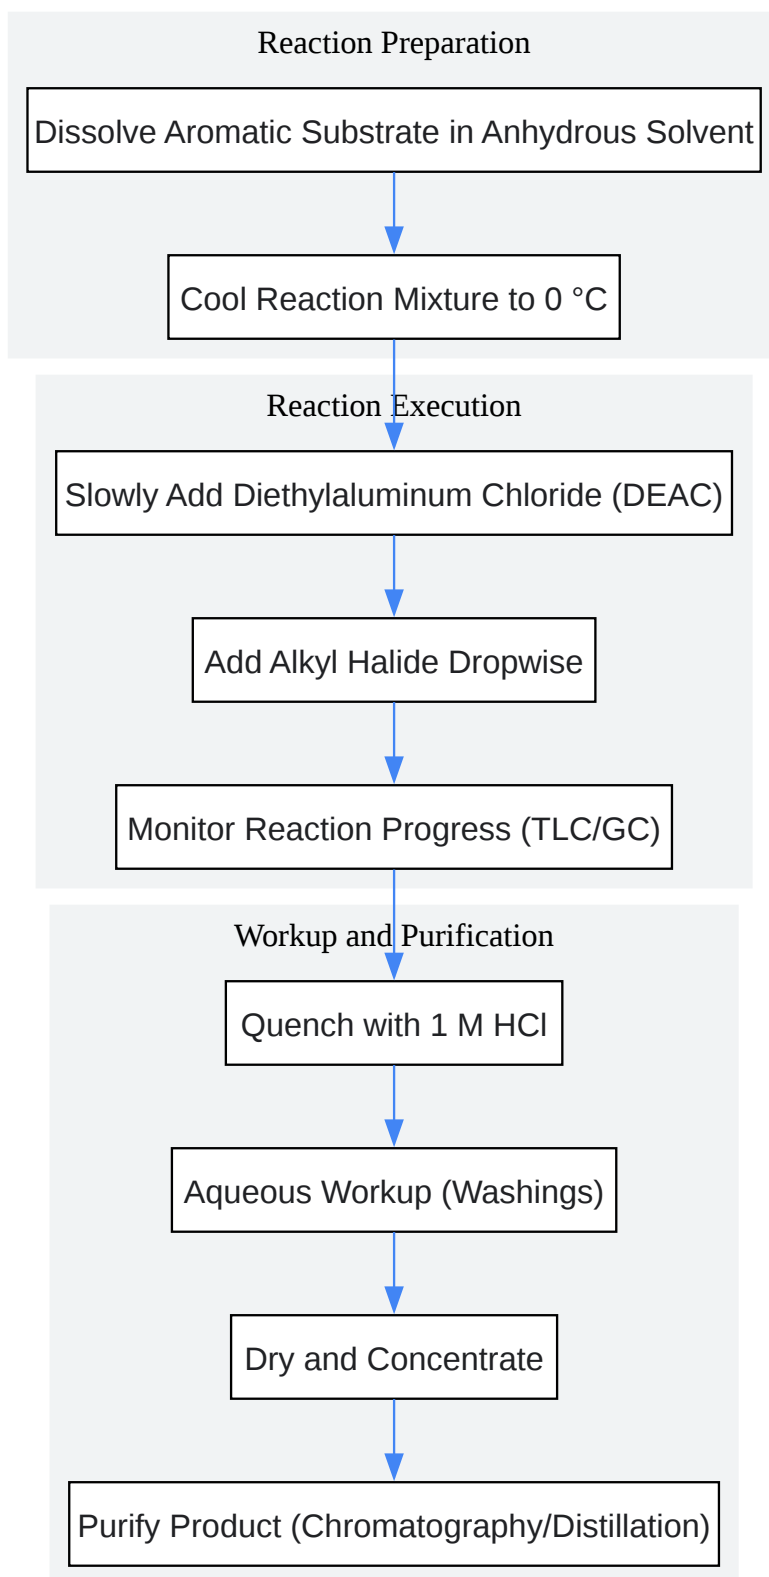 Reaction Preparation
Dissolve Aromatic Substrate in Anhydrous Solvent
Cool Reaction Mixture to 0 °C
Reaction Execution
Slowly Add Diethylaluminum Chloride (DEAC)
Add Alkyl Halide Dropwise
Monitor Reaction Progress (TLC/GC)
Workup and Purification
Quench with 1 M HCl
Aqueous Workup (Washings)
Dry and Concentrate
Purify Product (Chromatography/Distillation)